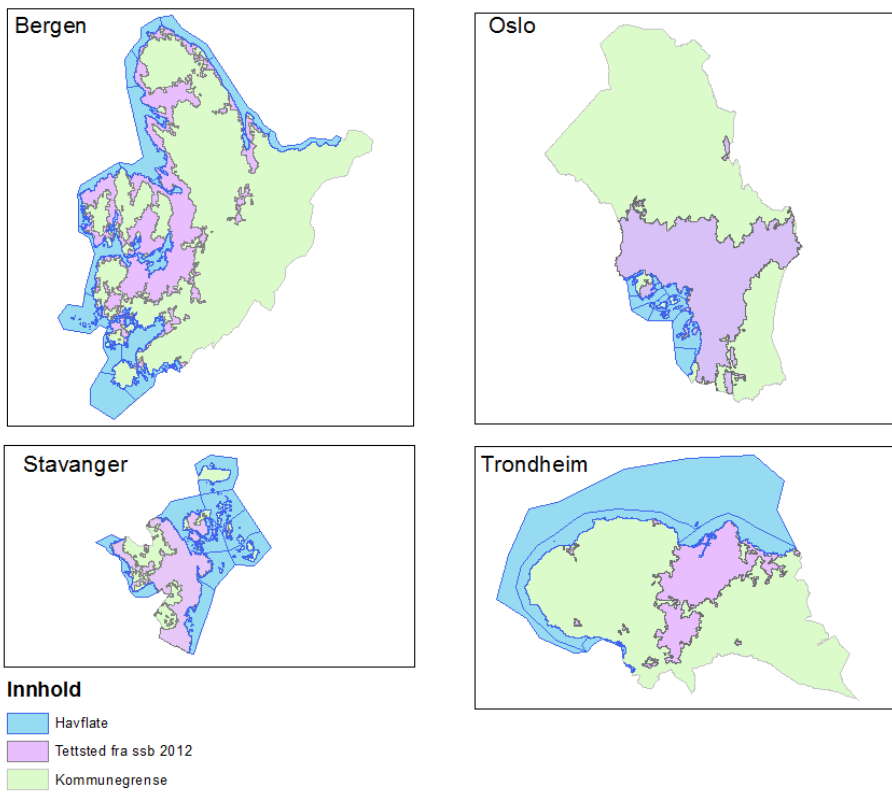 Bergen
Oslo
Stavanger
Trondheim
Innhold
Havflate
Tettsted fra ssb 2012
Kommunegrense